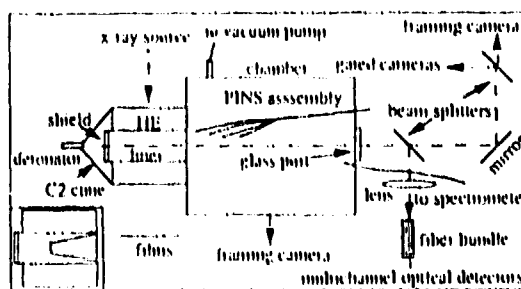 to vacuum pump
framing camera
x ray source
chamber
gated cameras
PINS assembly
shield
HE
beam splitters
liner
glass port
detonator
mirror
C2 cone
lens
to spectrometer
films
framing camera
fiber bundle
multichannel optical detectors